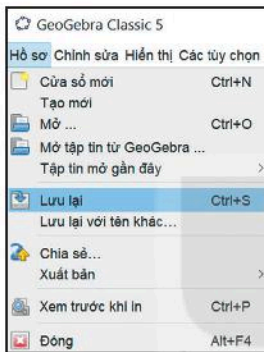 GeoGebra Classic 5
Hồ sơ Chỉnh sửa Hiển thị Các tùy chọn
Cửa sổ mới Ctrl+N
Tạo mới
Mở ... Ctrl+O
Mở tập tin từ GeoGebra ...
Tập tin mở gần đây >
Lưu lại Ctrl+S
Lưu lại với tên khác...
Chia sẻ...
Xuất bản >
Xem trước khi in Ctrl+P
Đóng Alt+F4